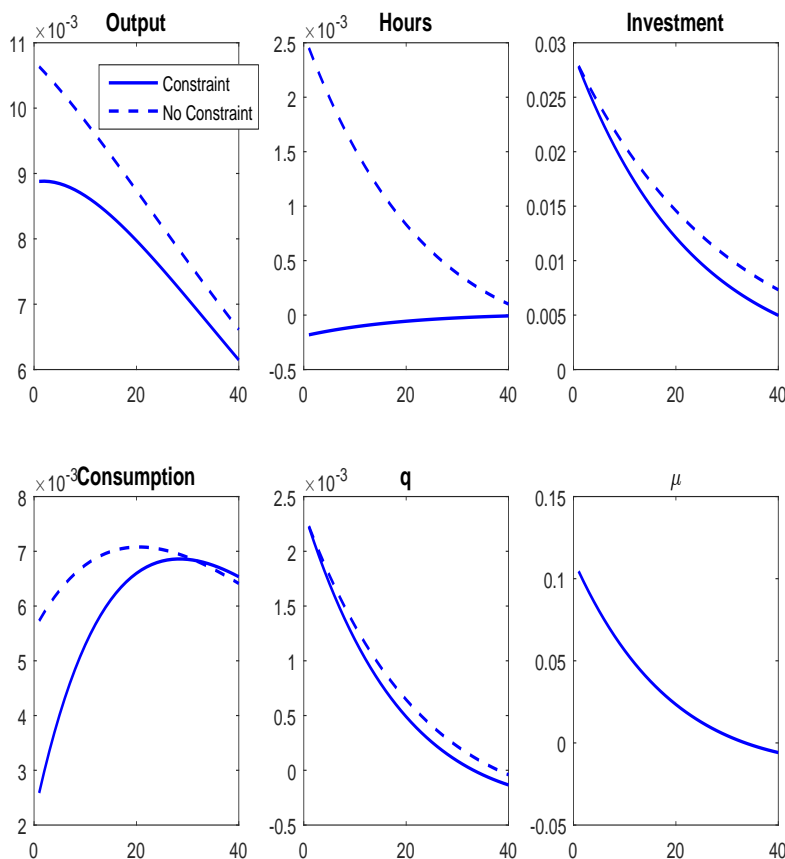 ×10⁻³ Output
11
10
9
8
7
6
0 20 40
Constraint
No Constraint
×10⁻³ Hours
2.5
2
1.5
1
0.5
0
-0.5
0 20 40
Investment
0.03
0.025
0.02
0.015
0.01
0.005
0
0 20 40
×10⁻³ Consumption
8
7
6
5
4
3
2
0 20 40
×10⁻³ q
2.5
2
1.5
1
0.5
0
-0.5
0 20 40
μ
0.15
0.1
0.05
0
-0.05
0 20 40